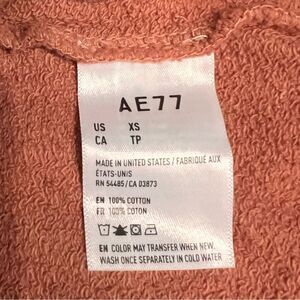 AE77
US XS
CA TP
MADE IN UNITED STATES / FABRIQUÉ AUX
ÉTATS-UNIS
RN 54485 / CA 03873
EN 100% COTTON
FR 100% COTON
EN COLOR MAY TRANSFER WHEN NEW.
WASH ONCE SEPARATELY IN COLD WATER